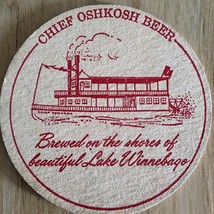 CHIEF OSHKOSH BEER
Brewed on the shores of
beautiful Lake Winnebago